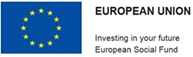 EUROPEAN UNION
Investing in your future
European Social Fund